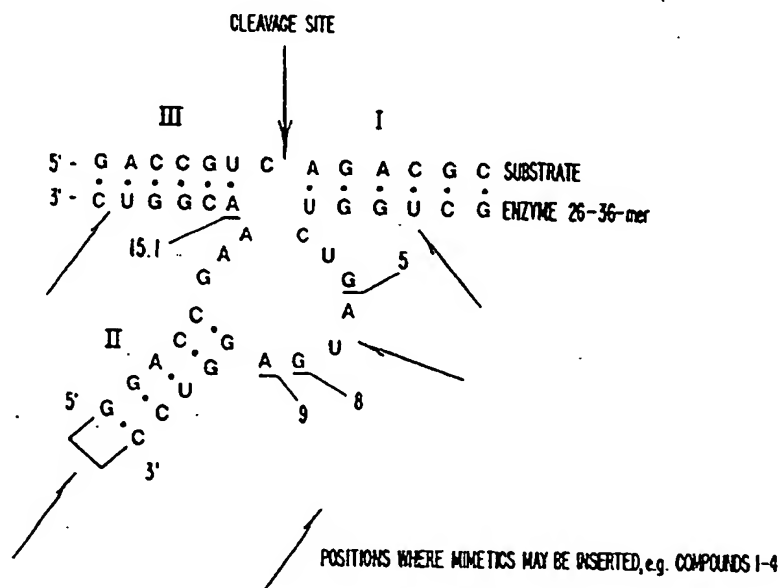 CLEAVAGE SITE
III
I
5'- G A C C G U C A G A C G C SUBSTRATE
3'- C U G G C A U G G U C G ENZYME 26-36-mer
15.1
A
C
A
U
G
G
5
A
C
U
II
C
G
A
G
A
G
G
U
9
8
5'
G
C
C
3'
POSITIONS WHERE MIMETICS MAY BE INSERTED, e.g. COMPOUNDS 1-4